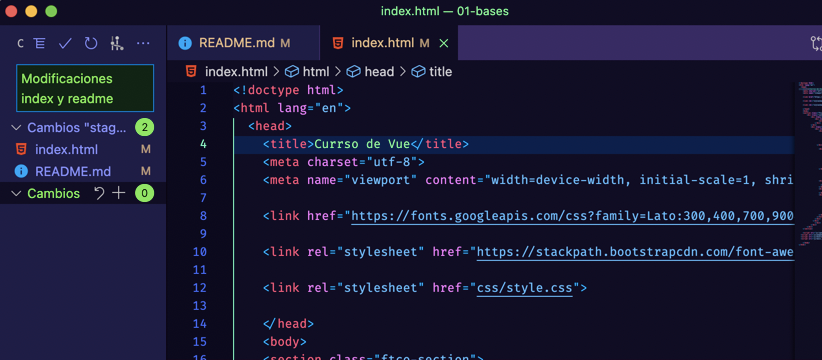 index.html — 01-bases
C
README.md M
index.html M
Modificaciones
index y readme
index.html > html > head > title
Cambios "stag... 2
index.html M
README.md M
Cambios 0
1 <!doctype html>
2 <html lang="en">
3 <head>
4 <title>Currso de Vue</title>
5 <meta charset="utf-8">
6 <meta name="viewport" content="width=device-width, initial-scale=1, shri
7
8 <link href="https://fonts.googleapis.com/css?family=Lato:300,400,700,900
9
10 <link rel="stylesheet" href="https://stackpath.bootstrapcdn.com/font-awe
11
12 <link rel="stylesheet" href="css/style.css">
13
14 </head>
15 <body>
16 <section class="ftco-section">